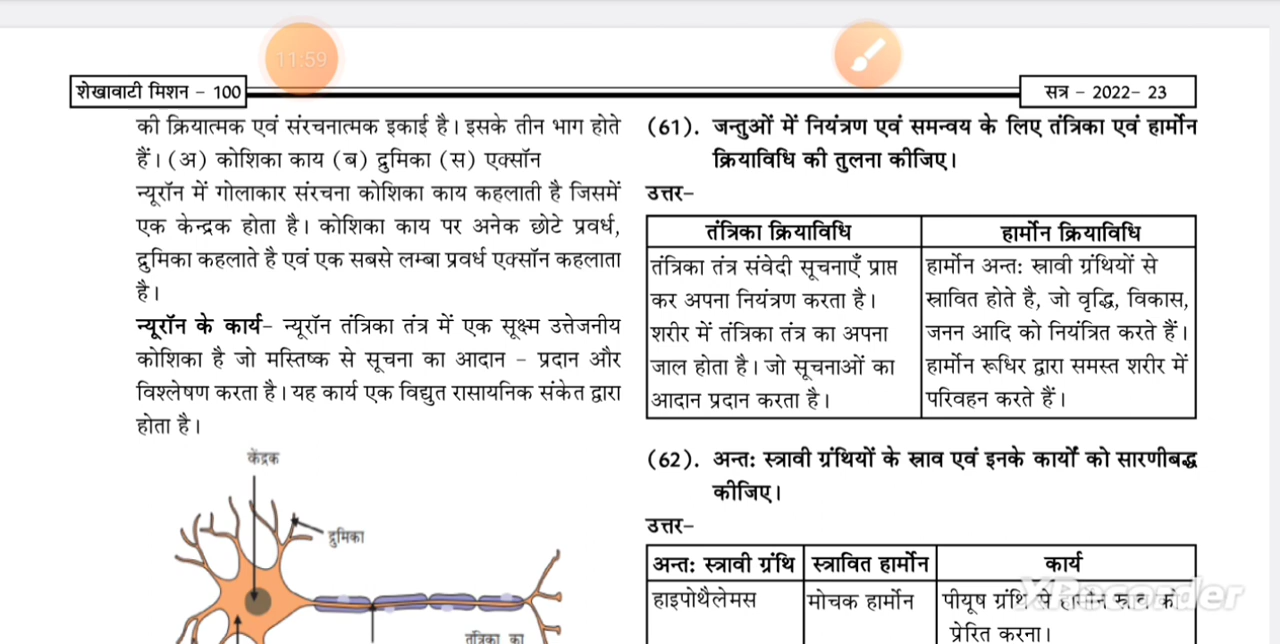 11:59
शेखावाटी मिशन - 100
सत्र - 2022- 23
की क्रियात्मक एवं संरचनात्मक इकाई है। इसके तीन भाग होते
हैं। (अ) कोशिका काय (ब) द्रुमिका (स) एक्सॉन
न्यूरॉन में गोलाकार संरचना कोशिका काय कहलाती है जिसमें
एक केन्द्रक होता है। कोशिका काय पर अनेक छोटे प्रवर्ध,
द्रुमिका कहलाते है एवं एक सबसे लम्बा प्रवर्ध एक्सॉन कहलाता
है।
न्यूरॉन के कार्य- न्यूरॉन तंत्रिका तंत्र में एक सूक्ष्म उत्तेजनीय
कोशिका है जो मस्तिष्क से सूचना का आदान - प्रदान और
विश्लेषण करता है। यह कार्य एक विद्युत रासायनिक संकेत द्वारा
होता है।
केंद्रक
द्रुमिका
तंत्रिका का
(61). जन्तुओं में नियंत्रण एवं समन्वय के लिए तंत्रिका एवं हार्मोन
क्रियाविधि की तुलना कीजिए।
उत्तर-
तंत्रिका क्रियाविधि
तंत्रिका तंत्र संवेदी सूचनाएँ प्राप्त
कर अपना नियंत्रण करता है।
शरीर में तंत्रिका तंत्र का अपना
जाल होता है। जो सूचनाओं का
आदान प्रदान करता है।
हार्मोन क्रियाविधि
हार्मोन अन्त: स्रावी ग्रंथियों से
स्रावित होते है, जो वृद्धि, विकास,
जनन आदि को नियंत्रित करते हैं।
हार्मोन रूधिर द्वारा समस्त शरीर में
परिवहन करते हैं।
(62). अन्त: स्त्रावी ग्रंथियों के स्राव एवं इनके कार्यों को सारणीबद्ध
कीजिए।
उत्तर-
अन्त: स्त्रावी ग्रंथि स्त्रावित हार्मोन कार्य
हाइपोथैलेमस मोचक हार्मोन पीयूष ग्रंथि से हार्मोन स्राव को
प्रेरित करना।
XRecorder